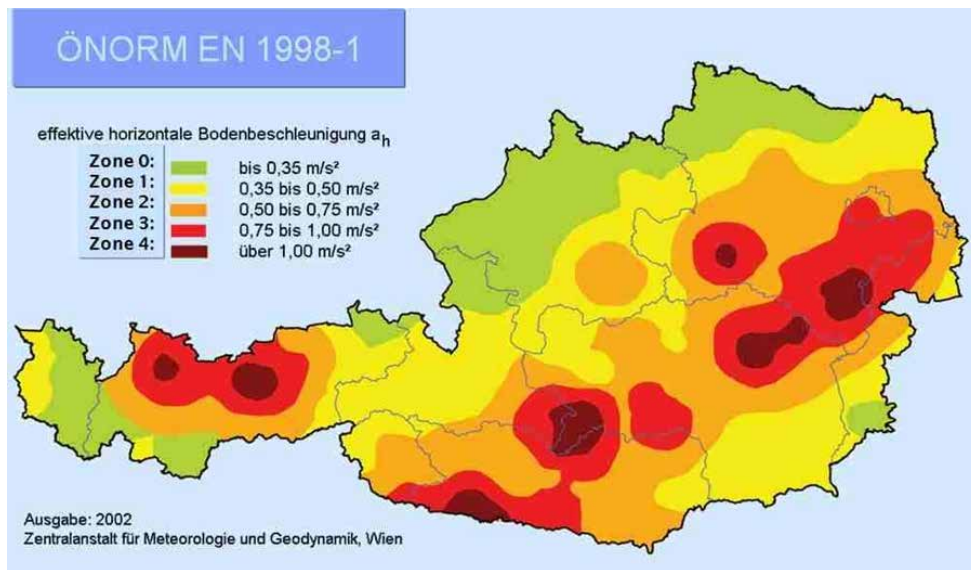 ÖNORM EN 1998-1
effektive horizontale Bodenbeschleunigung ah
Zone 0: bis 0,35 m/s²
Zone 1: 0,35 bis 0,50 m/s²
Zone 2: 0,50 bis 0,75 m/s²
Zone 3: 0,75 bis 1,00 m/s²
Zone 4: über 1,00 m/s²
Ausgabe: 2002
Zentralanstalt für Meteorologie und Geodynamik, Wien